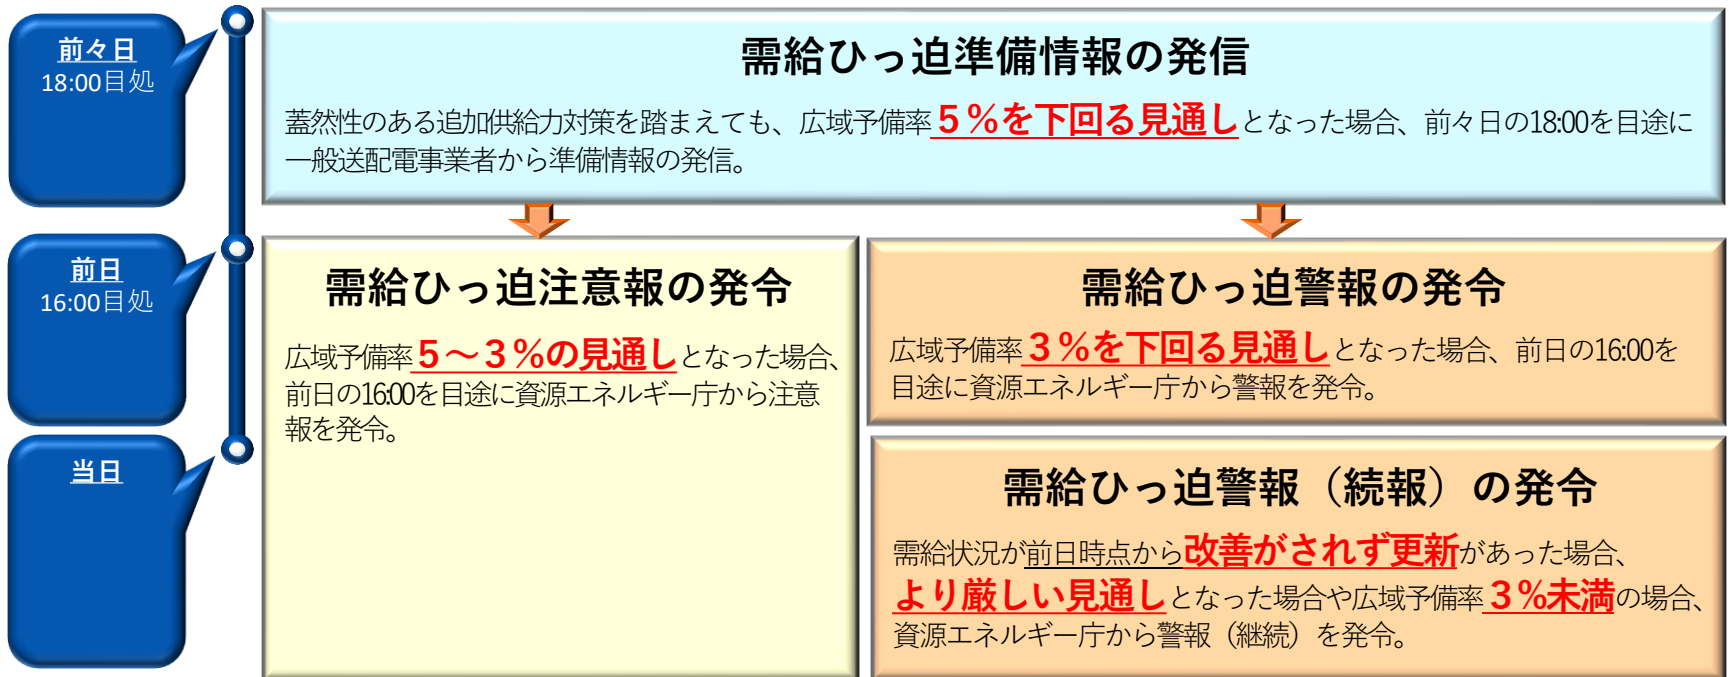 前々日
18:00目処
需給ひっ迫準備情報の発信
蓋然性のある追加供給力対策を踏まえても、広域予備率５％を下回る見通しとなった場合、前々日の18:00を目途に
一般送配電事業者から準備情報の発信。
前日
16:00目処
需給ひっ迫注意報の発令
広域予備率５～３％の見通しとなった場合、
前日の16:00を目途に資源エネルギー庁から注意
報を発令。
需給ひっ迫警報の発令
広域予備率３％を下回る見通しとなった場合、前日の16:00を
目途に資源エネルギー庁から警報を発令。
当日
需給ひっ迫警報（続報）の発令
需給状況が前日時点から改善がされず更新があった場合、
より厳しい見通しとなった場合や広域予備率３％未満の場合、
資源エネルギー庁から警報（継続）を発令。